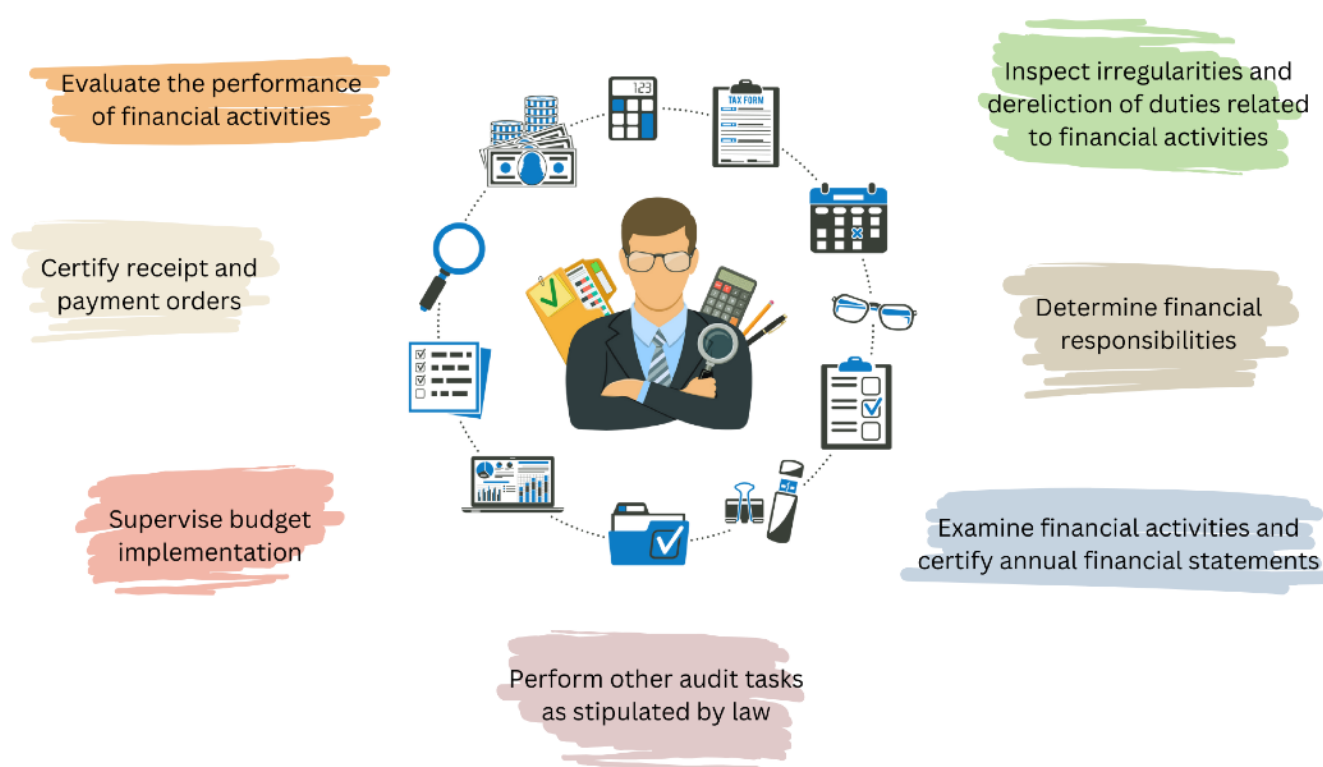 Evaluate the performance
of financial activities
123
TAX FORM
Inspect irregularities and
dereliction of duties related
to financial activities
Certify receipt and
payment orders
Determine financial
responsibilities
Supervise budget
implementation
Examine financial activities and
certify annual financial statements
Perform other audit tasks
as stipulated by law